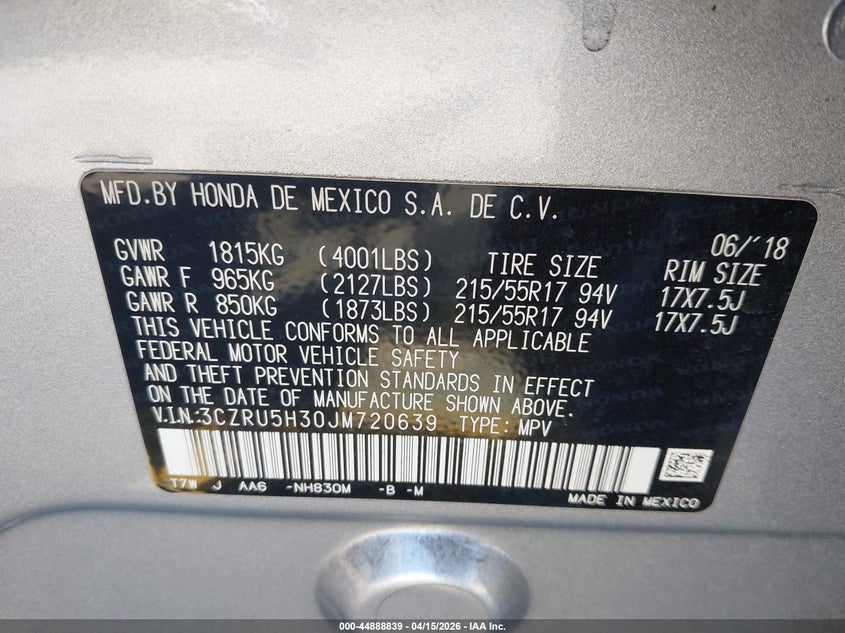 MFD.BY HONDA DE MEXICO S.A. DE C.V.
06/'18
GVWR 1815KG (4001LBS) TIRE SIZE RIM SIZE
GAWR F 965KG (2127LBS) 215/55R17 94V 17X7.5J
GAWR R 850KG (1873LBS) 215/55R17 94V 17X7.5J
THIS VEHICLE CONFORMS TO ALL APPLICABLE
FEDERAL MOTOR VEHICLE SAFETY
AND THEFT PREVENTION STANDARDS IN EFFECT
ON THE DATE OF MANUFACTURE SHOWN ABOVE.
V.I.N.:3CZRU5H30JM720639 TYPE: MPV
T7W J AA6 -NH830M -B -M
MADE IN MEXICO
000-44888839 - 04/15/2026 - IAA Inc.